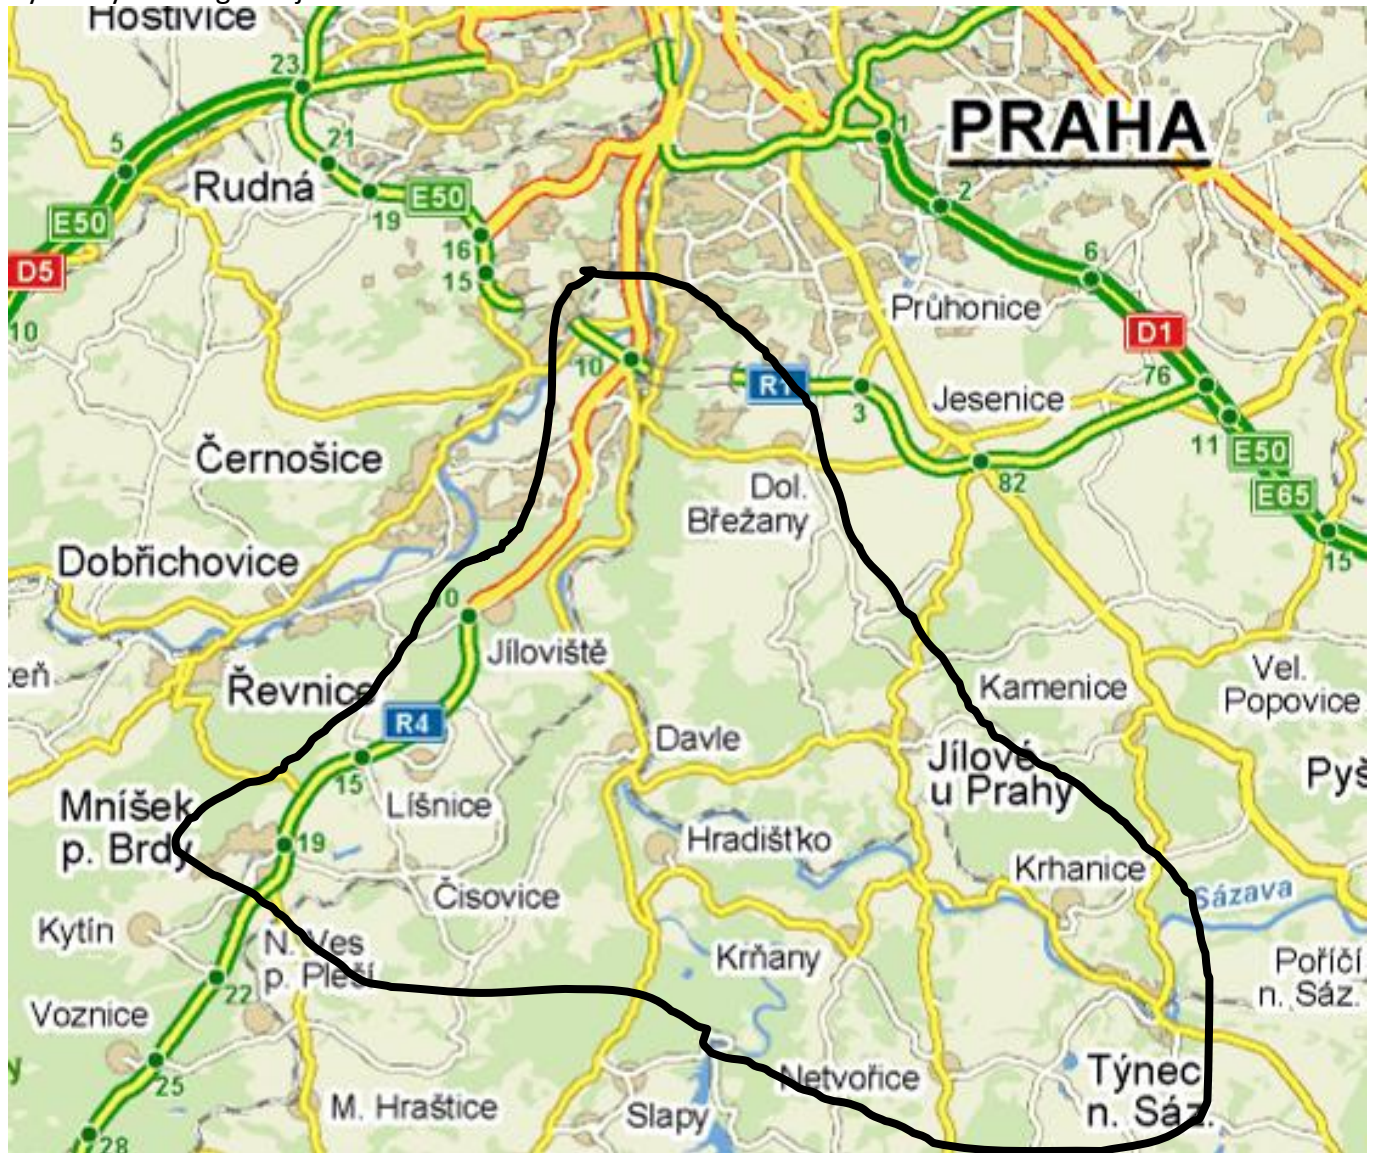 Hostivice
23
PRAHA
1
5
21
Rudná
E50
19
2
E50
16
6
D5
15
Průhonice
10
D1
10
R1
76
3
Jesenice
11
E50
Černošice
82
Dol.
Břežany
E65
15
Dobřichovice
10
Jíloviště
Řevnice
Kamenice
Vel.
Popovice
R4
Davle
15
Jílové
u Prahy
Mníšek
p. Brdy
Líšnice
19
Hradišťko
Krhanice
Čisovice
Sázava
Kytín
N. Ves
p. Pleší
Krňany
Poříčí
n. Sáz.
22
Voznice
25
Netvořice
Týnec
n. Sáz.
M. Hraštice
Slapy
28